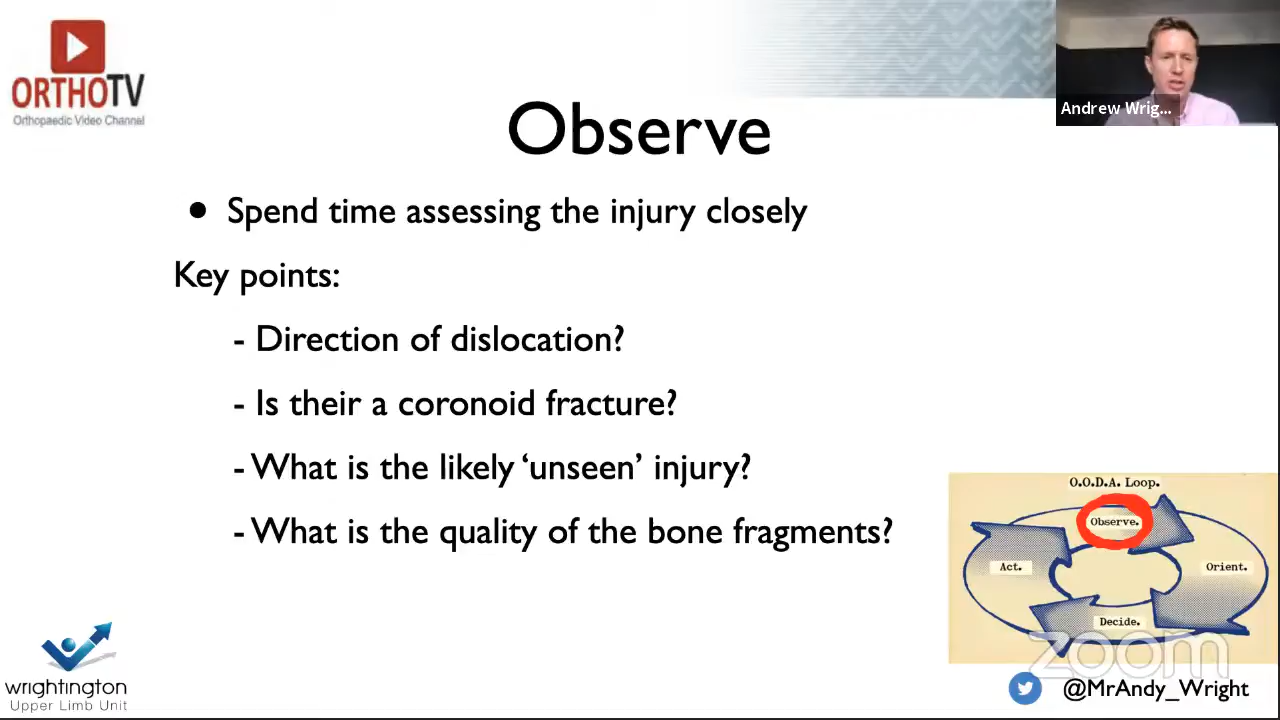 ORTHOTV
Orthopaedic Video Channel
Andrew Wrig...
Observe
• Spend time assessing the injury closely
Key points:
- Direction of dislocation?
- Is their a coronoid fracture?
- What is the likely ‘unseen’ injury?
- What is the quality of the bone fragments?
O.O.D.A. Loop.
Observe.
Act.
Orient.
Decide.
zoom
wrightington
Upper Limb Unit
@MrAndy_Wright